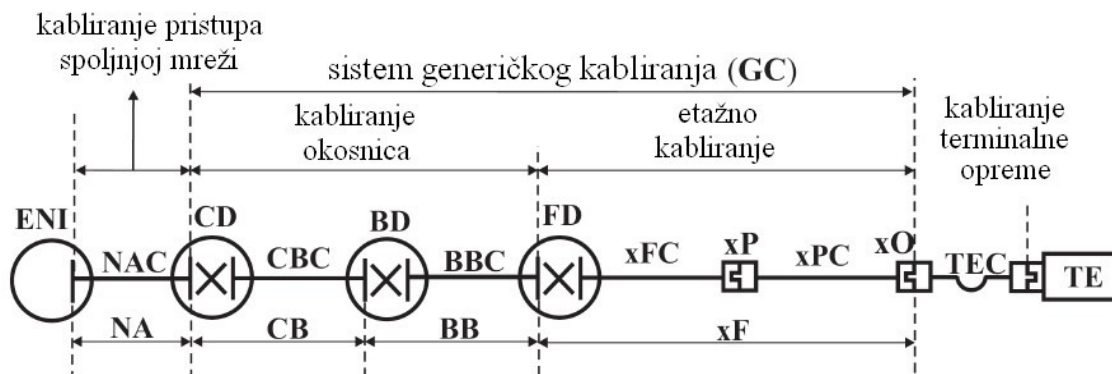 kabliranje pristupa
spoljnjoj mreži
sistem generičkog kabliranja (GC)
kabliranje
okosnica
etažno
kabliranje
kabliranje
terminalne
opreme
ENI
CD
BD
FD
xP
xO
NAC
CBC
BBC
xFC
xPC
TEC
TE
NA
CB
BB
xF